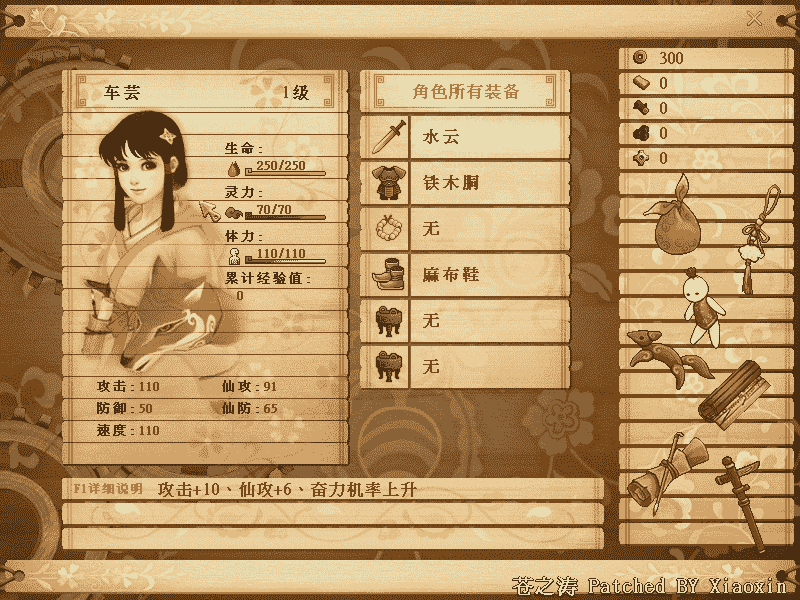 车芸 1级
生命:
250/250
灵力:
70/70
体力:
110/110
累计经验值:
0
攻击:110 仙攻:91
防御:50 仙防:65
速度:110
角色所有装备
水云
铁木胴
无
麻布鞋
无
无
300
0
0
0
0
F1详细说明 攻击+10、仙攻+6、奋力机率上升
苍之涛 Patched BY Xiaoxin